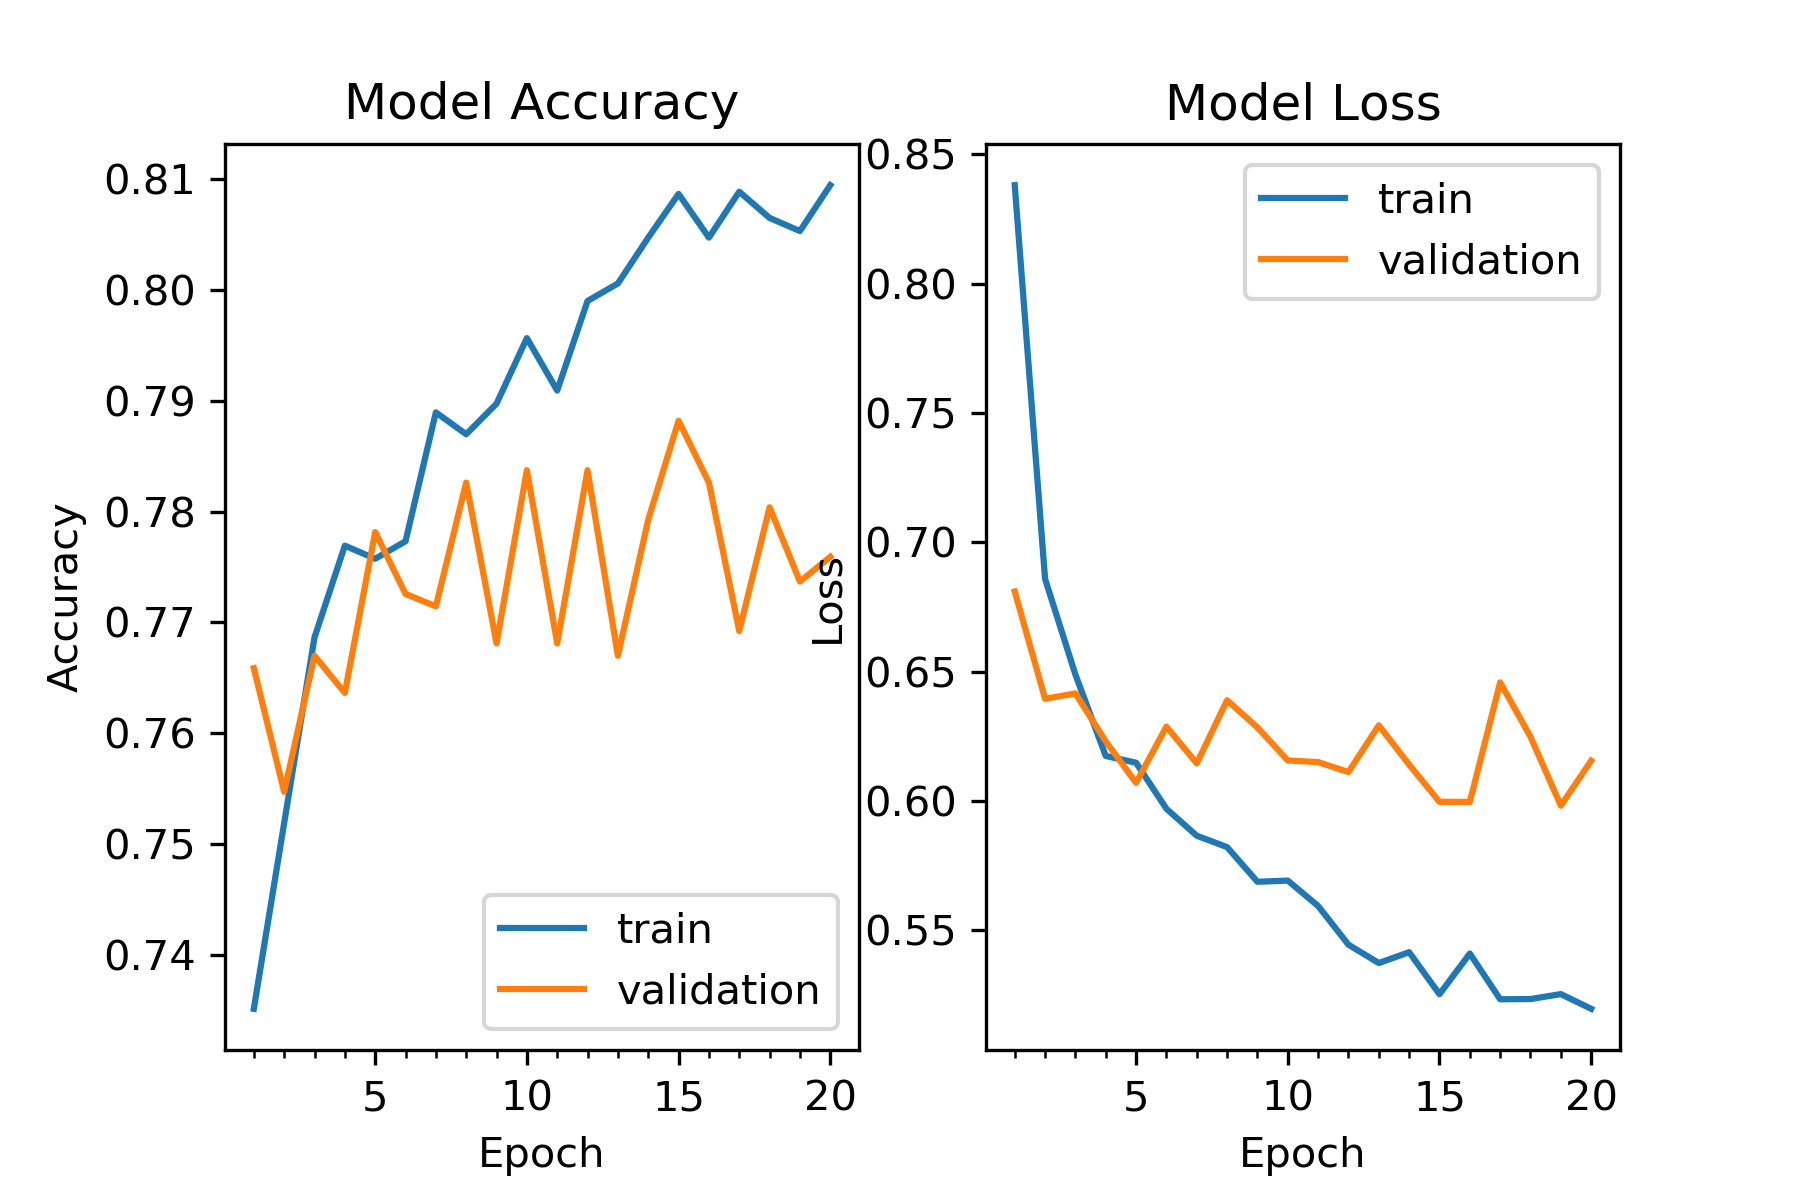 Model Accuracy
Accuracy
0.81
0.80
0.79
0.78
0.77
0.76
0.75
0.74
train
validation
5 10 15 20
Epoch
Model Loss
Loss
0.85
0.80
0.75
0.70
0.65
0.60
0.55
train
validation
5 10 15 20
Epoch